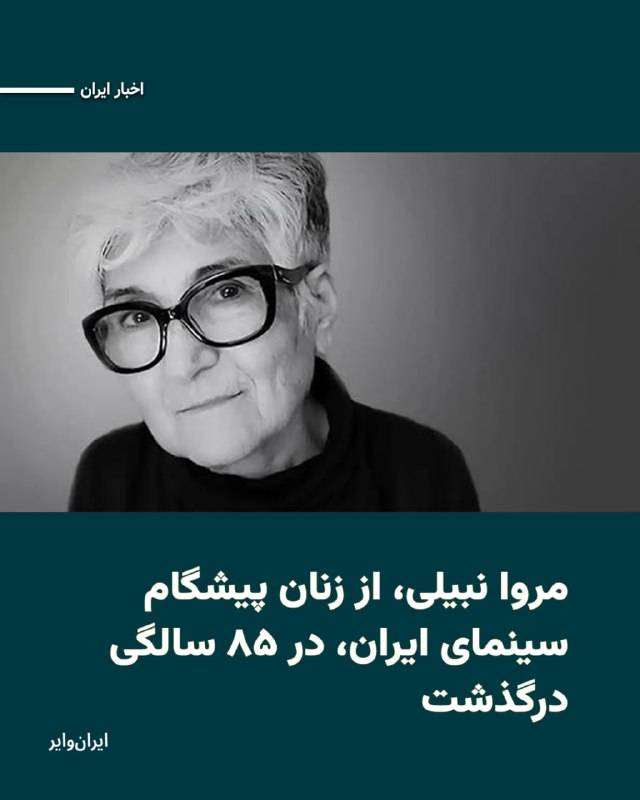 اخبار ایران
مروا نبیلی، از زنان پیشگام
سینمای ایران، در ۸۵ سالگی
درگذشت
ایران‌وایر